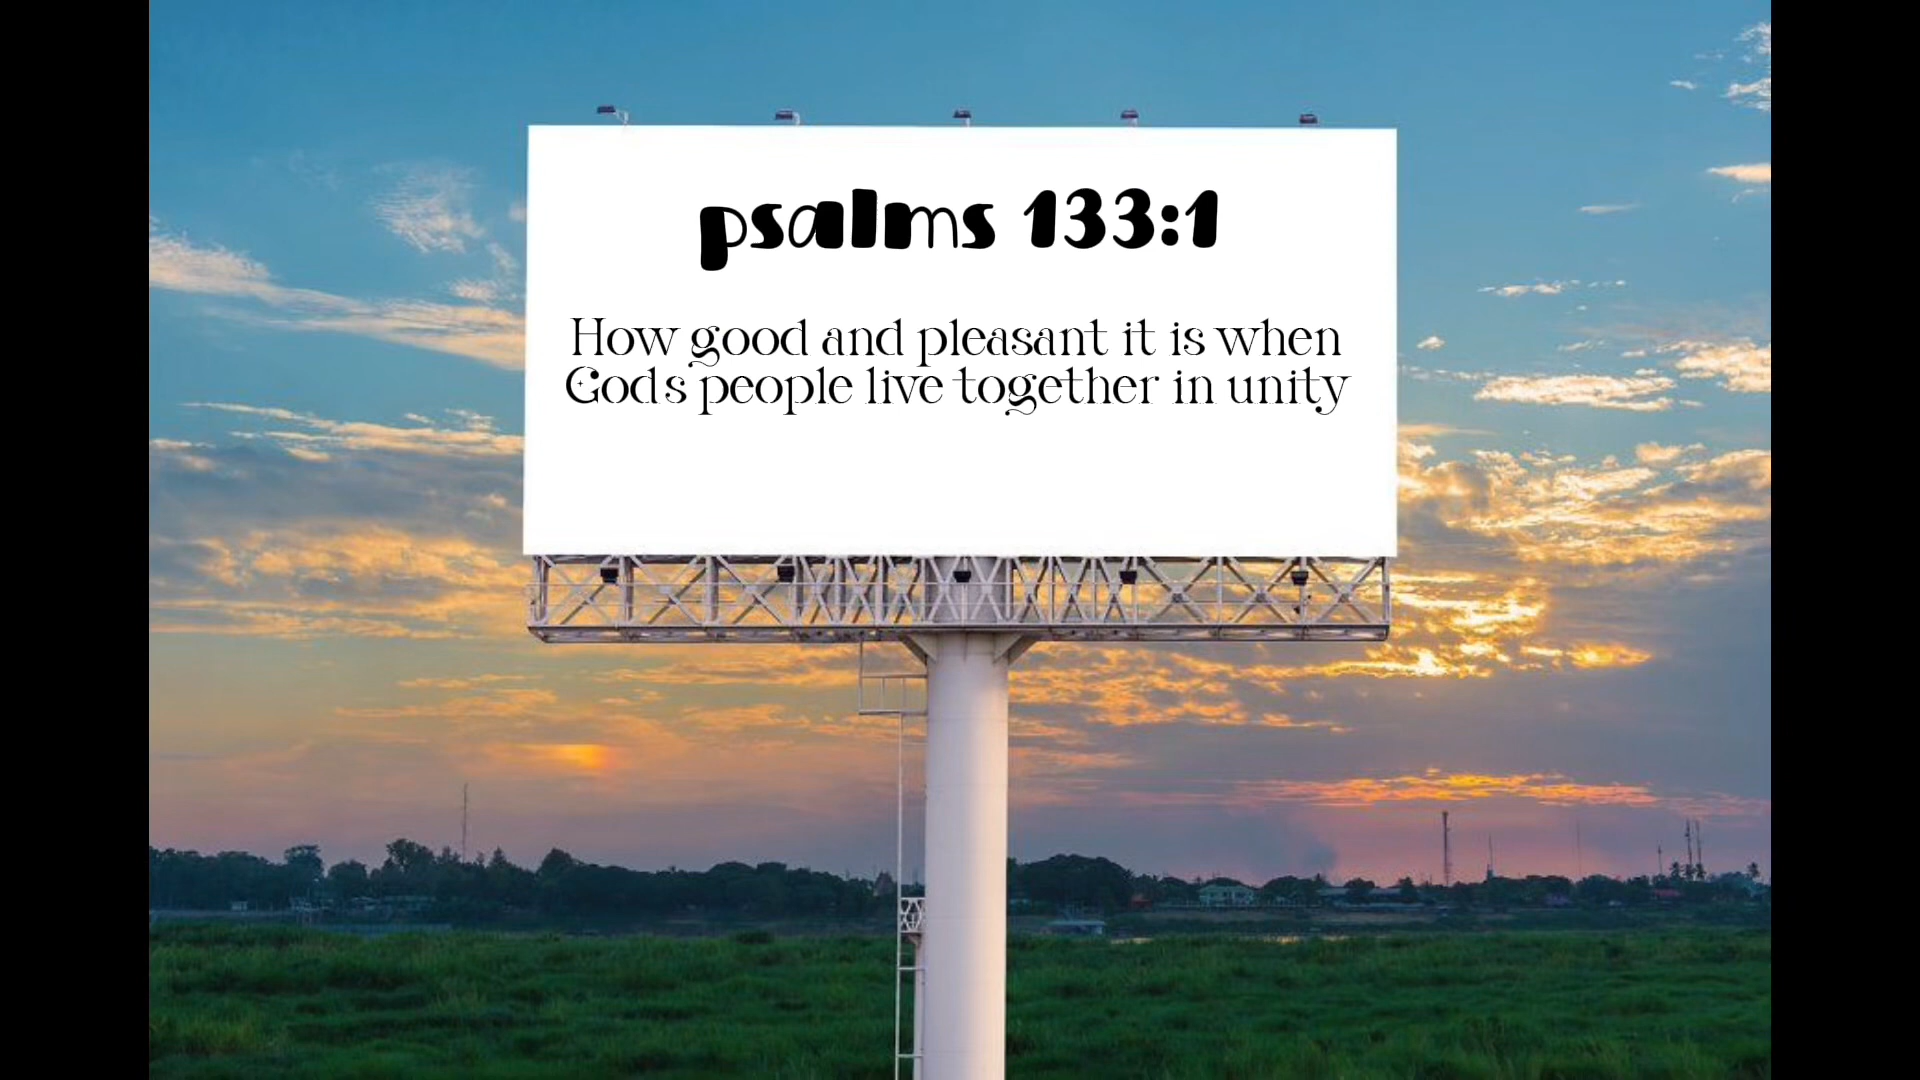 psalms 133:1
How good and pleasant it is when
Gods people live together in unity